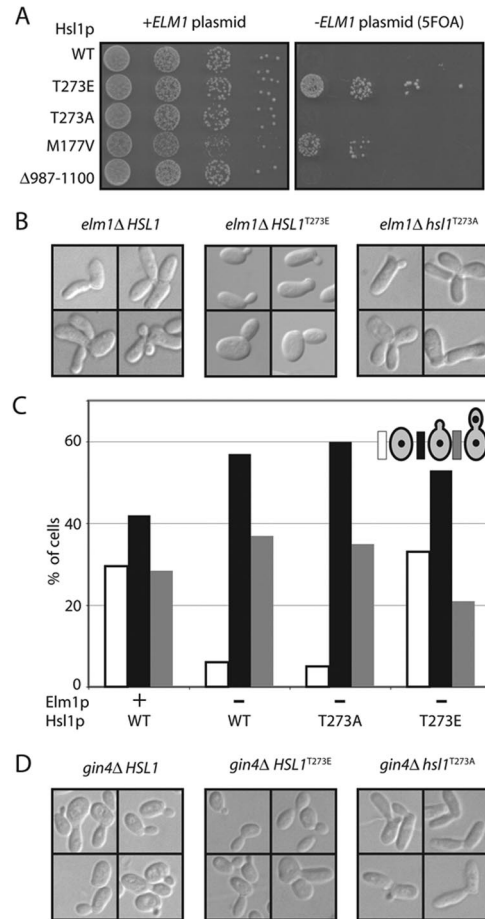 A
+ELM1 plasmid -ELM1 plasmid (5FOA)
Hsl1p
WT
T273E
T273A
M177V
Δ987-1100
B
elm1Δ HSL1 elm1Δ HSL1T273E elm1Δ hsl1T273A
C
60
40
20
0
% of cells
Elm1p + – – –
Hsl1p WT WT T273A T273E
D
gin4Δ HSL1 gin4Δ HSL1T273E gin4Δ hsl1T273A